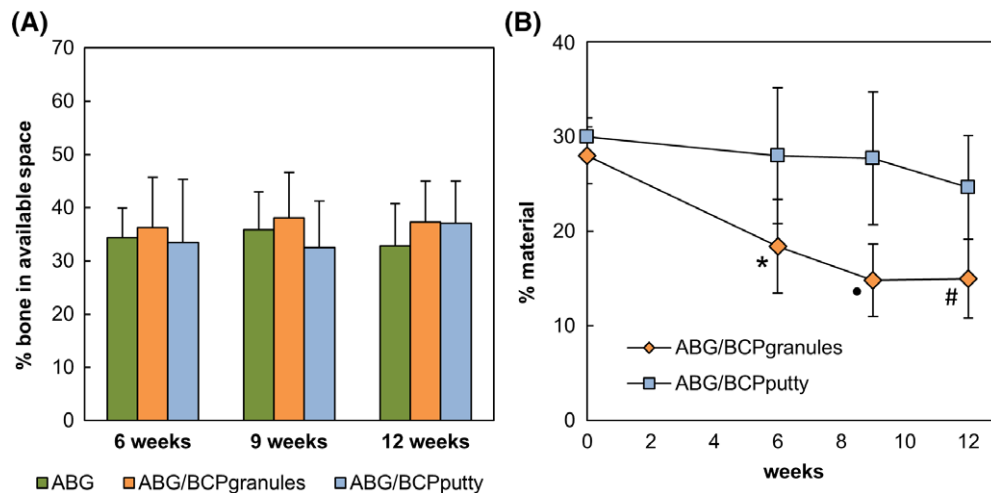 (A)
% bone in available space
70
60
50
40
30
20
10
0
6 weeks 9 weeks 12 weeks
ABG ABG/BCPgranules ABG/BCPputty
(B)
% material
40
30
20
10
0
* • #
ABG/BCPgranules
ABG/BCPputty
0 2 4 6 8 10 12
weeks